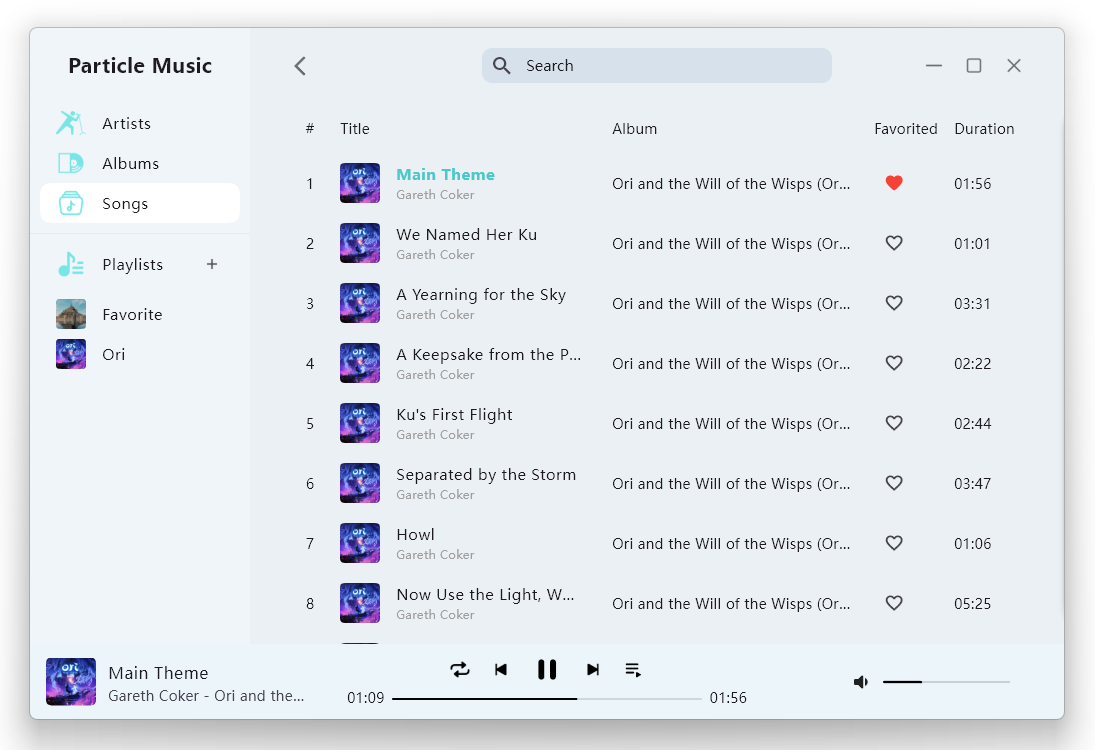 Particle Music
Search
Artists
Albums
Songs
Playlists +
Favorite
Ori
# Title Album Favorited Duration
1 Main Theme Ori and the Will of the Wisps (Or... 01:56
Gareth Coker
2 We Named Her Ku Ori and the Will of the Wisps (Or... 01:01
Gareth Coker
3 A Yearning for the Sky Ori and the Will of the Wisps (Or... 03:31
Gareth Coker
4 A Keepsake from the P... Ori and the Will of the Wisps (Or... 02:22
Gareth Coker
5 Ku's First Flight Ori and the Will of the Wisps (Or... 02:44
Gareth Coker
6 Separated by the Storm Ori and the Will of the Wisps (Or... 03:47
Gareth Coker
7 Howl Ori and the Will of the Wisps (Or... 01:06
Gareth Coker
8 Now Use the Light, W... Ori and the Will of the Wisps (Or... 05:25
Gareth Coker
Main Theme
Gareth Coker - Ori and the...
01:09 01:56